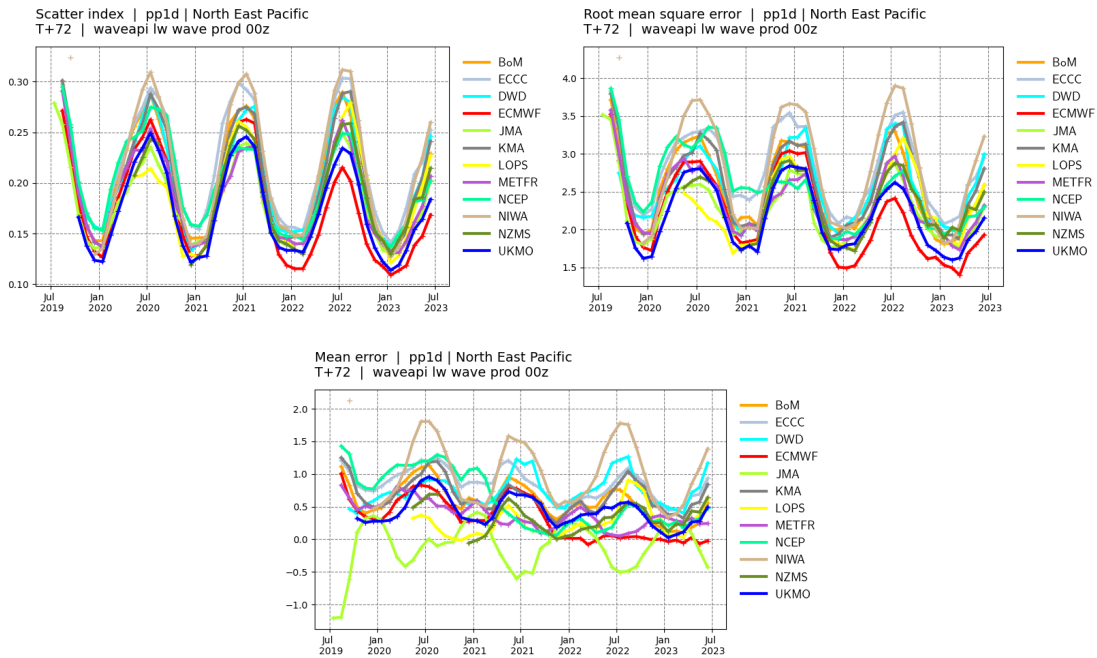 Scatter index | pp1d | North East Pacific
T+72 | waveapi lw wave prod 00z
0.30
0.25
0.20
0.15
0.10
Jul 2019
Jan 2020
Jul 2020
Jan 2021
Jul 2021
Jan 2022
Jul 2022
Jan 2023
Jul 2023
BoM
ECCC
DWD
ECMWF
JMA
KMA
LOPS
METFR
NCEP
NIWA
NZMS
UKMO
Root mean square error | pp1d | North East Pacific
T+72 | waveapi lw wave prod 00z
4.0
3.5
3.0
2.5
2.0
1.5
Jul 2019
Jan 2020
Jul 2020
Jan 2021
Jul 2021
Jan 2022
Jul 2022
Jan 2023
Jul 2023
BoM
ECCC
DWD
ECMWF
JMA
KMA
LOPS
METFR
NCEP
NIWA
NZMS
UKMO
Mean error | pp1d | North East Pacific
T+72 | waveapi lw wave prod 00z
2.0
1.5
1.0
0.5
0.0
−0.5
−1.0
Jul 2019
Jan 2020
Jul 2020
Jan 2021
Jul 2021
Jan 2022
Jul 2022
Jan 2023
Jul 2023
BoM
ECCC
DWD
ECMWF
JMA
KMA
LOPS
METFR
NCEP
NIWA
NZMS
UKMO